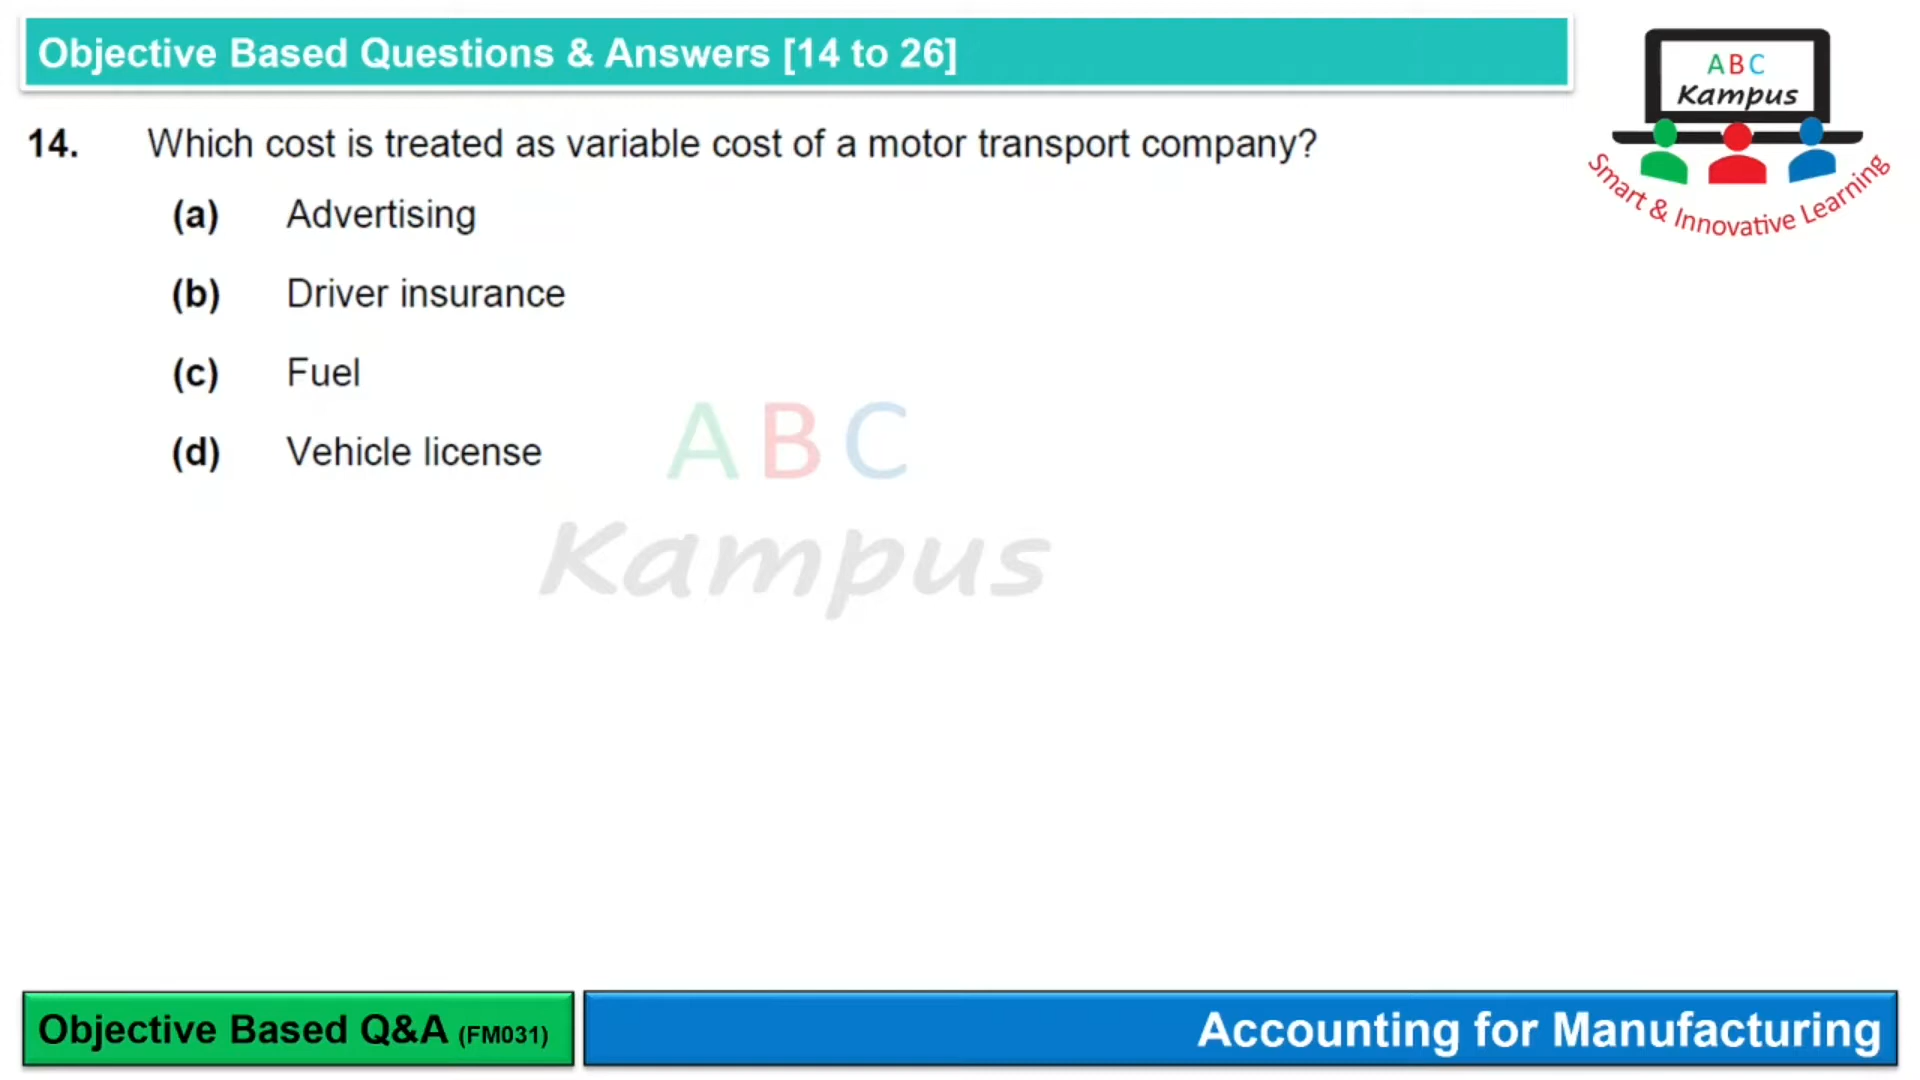 Objective Based Questions & Answers [14 to 26]
ABC
Kampus
Smart & Innovative Learning
14. Which cost is treated as variable cost of a motor transport company?
(a) Advertising
(b) Driver insurance
(c) Fuel
(d) Vehicle license
ABC
Kampus
Objective Based Q&A (FM031)
Accounting for Manufacturing